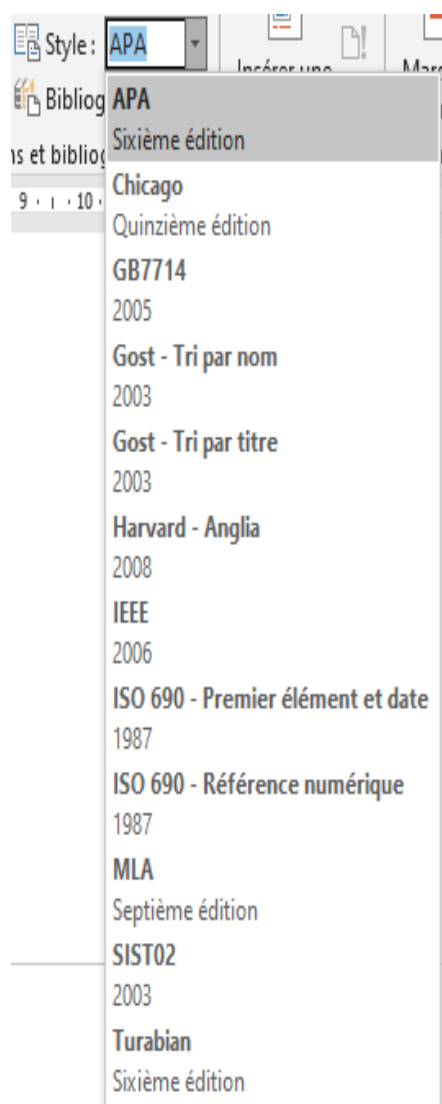 Style : APA
Bibliog
ns et bibliog
9 10
APA
Sixième édition
Chicago
Quinzième édition
GB7714
2005
Gost - Tri par nom
2003
Gost - Tri par titre
2003
Harvard - Anglia
2008
IEEE
2006
ISO 690 - Premier élément et date
1987
ISO 690 - Référence numérique
1987
MLA
Septième édition
SIST02
2003
Turabian
Sixième édition